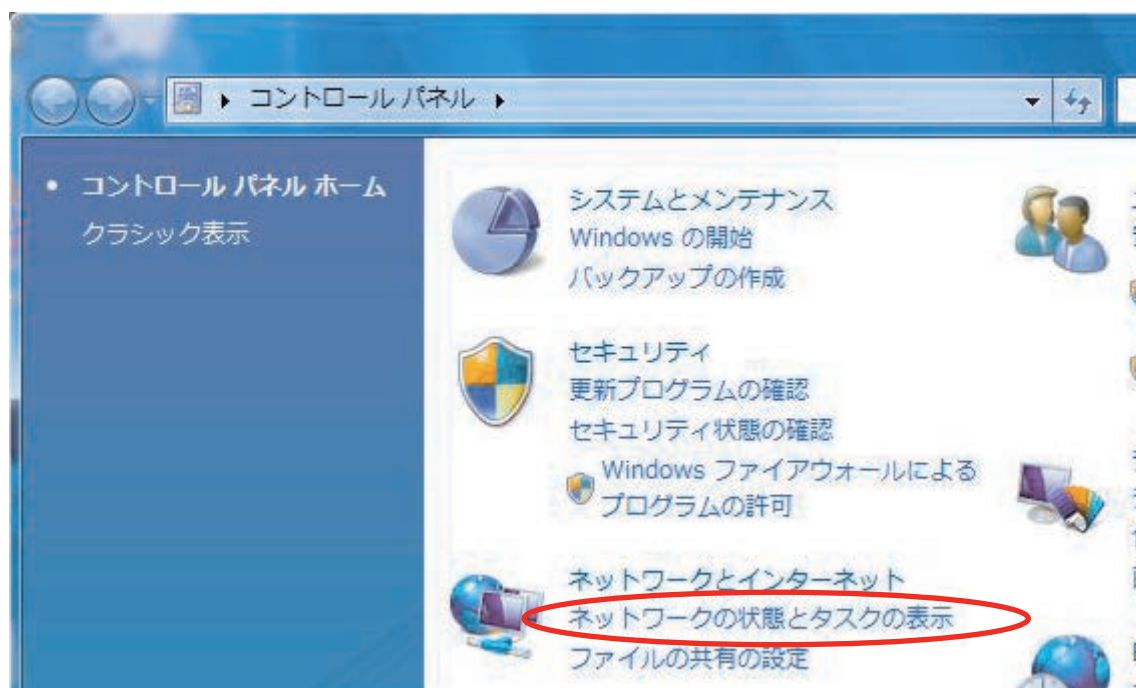 コントロール パネル
コントロール パネル ホーム
クラシック表示
システムとメンテナンス
Windows の開始
バックアップの作成
セキュリティ
更新プログラムの確認
セキュリティ状態の確認
Windows ファイアウォールによる
プログラムの許可
ネットワークとインターネット
ネットワークの状態とタスクの表示
ファイルの共有の設定